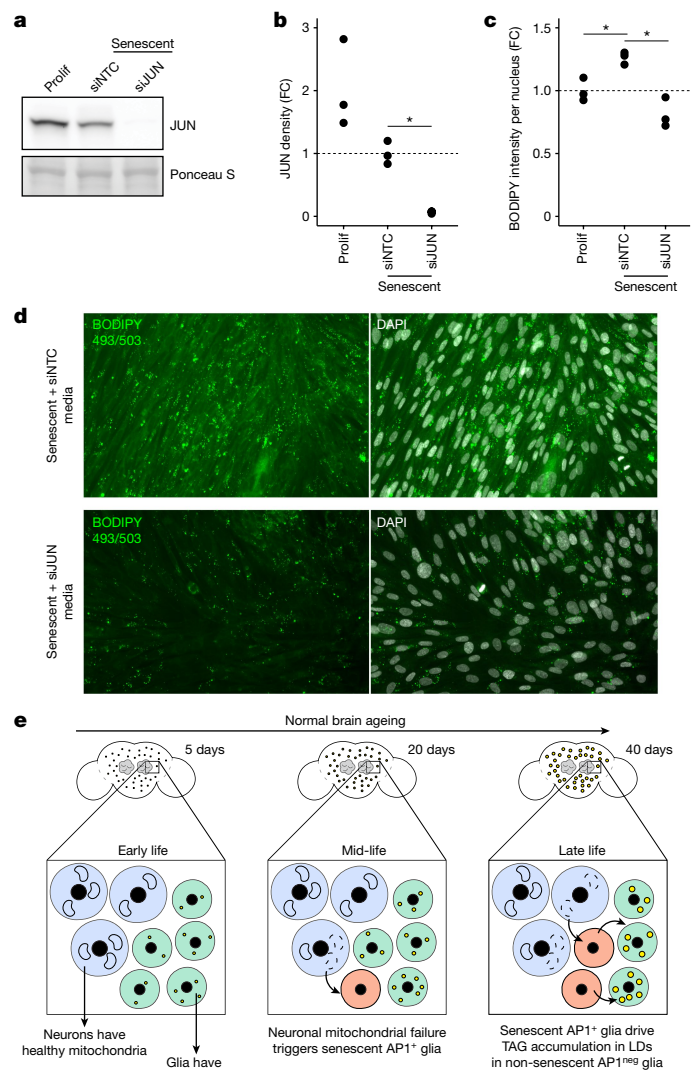 a
Senescent
Prolif
siNTC
siJUN
JUN
Ponceau S
b
JUN density (FC)
3
2
1
0
*
Prolif
siNTC
siJUN
Senescent
c
BODIPY intensity per nucleus (FC)
1.5
1.0
0.5
0
*
*
Prolif
siNTC
siJUN
Senescent
d
Senescent + siNTC
media
BODIPY
493/503
DAPI
Senescent + siJUN
media
BODIPY
493/503
DAPI
e
Normal brain ageing
5 days
20 days
40 days
Early life
Mid-life
Late life
Neurons have
healthy mitochondria
Glia have
Neuronal mitochondrial failure
triggers senescent AP1⁺ glia
Senescent AP1⁺ glia drive
TAG accumulation in LDs
in non-senescent AP1ⁿᵉᵍ glia